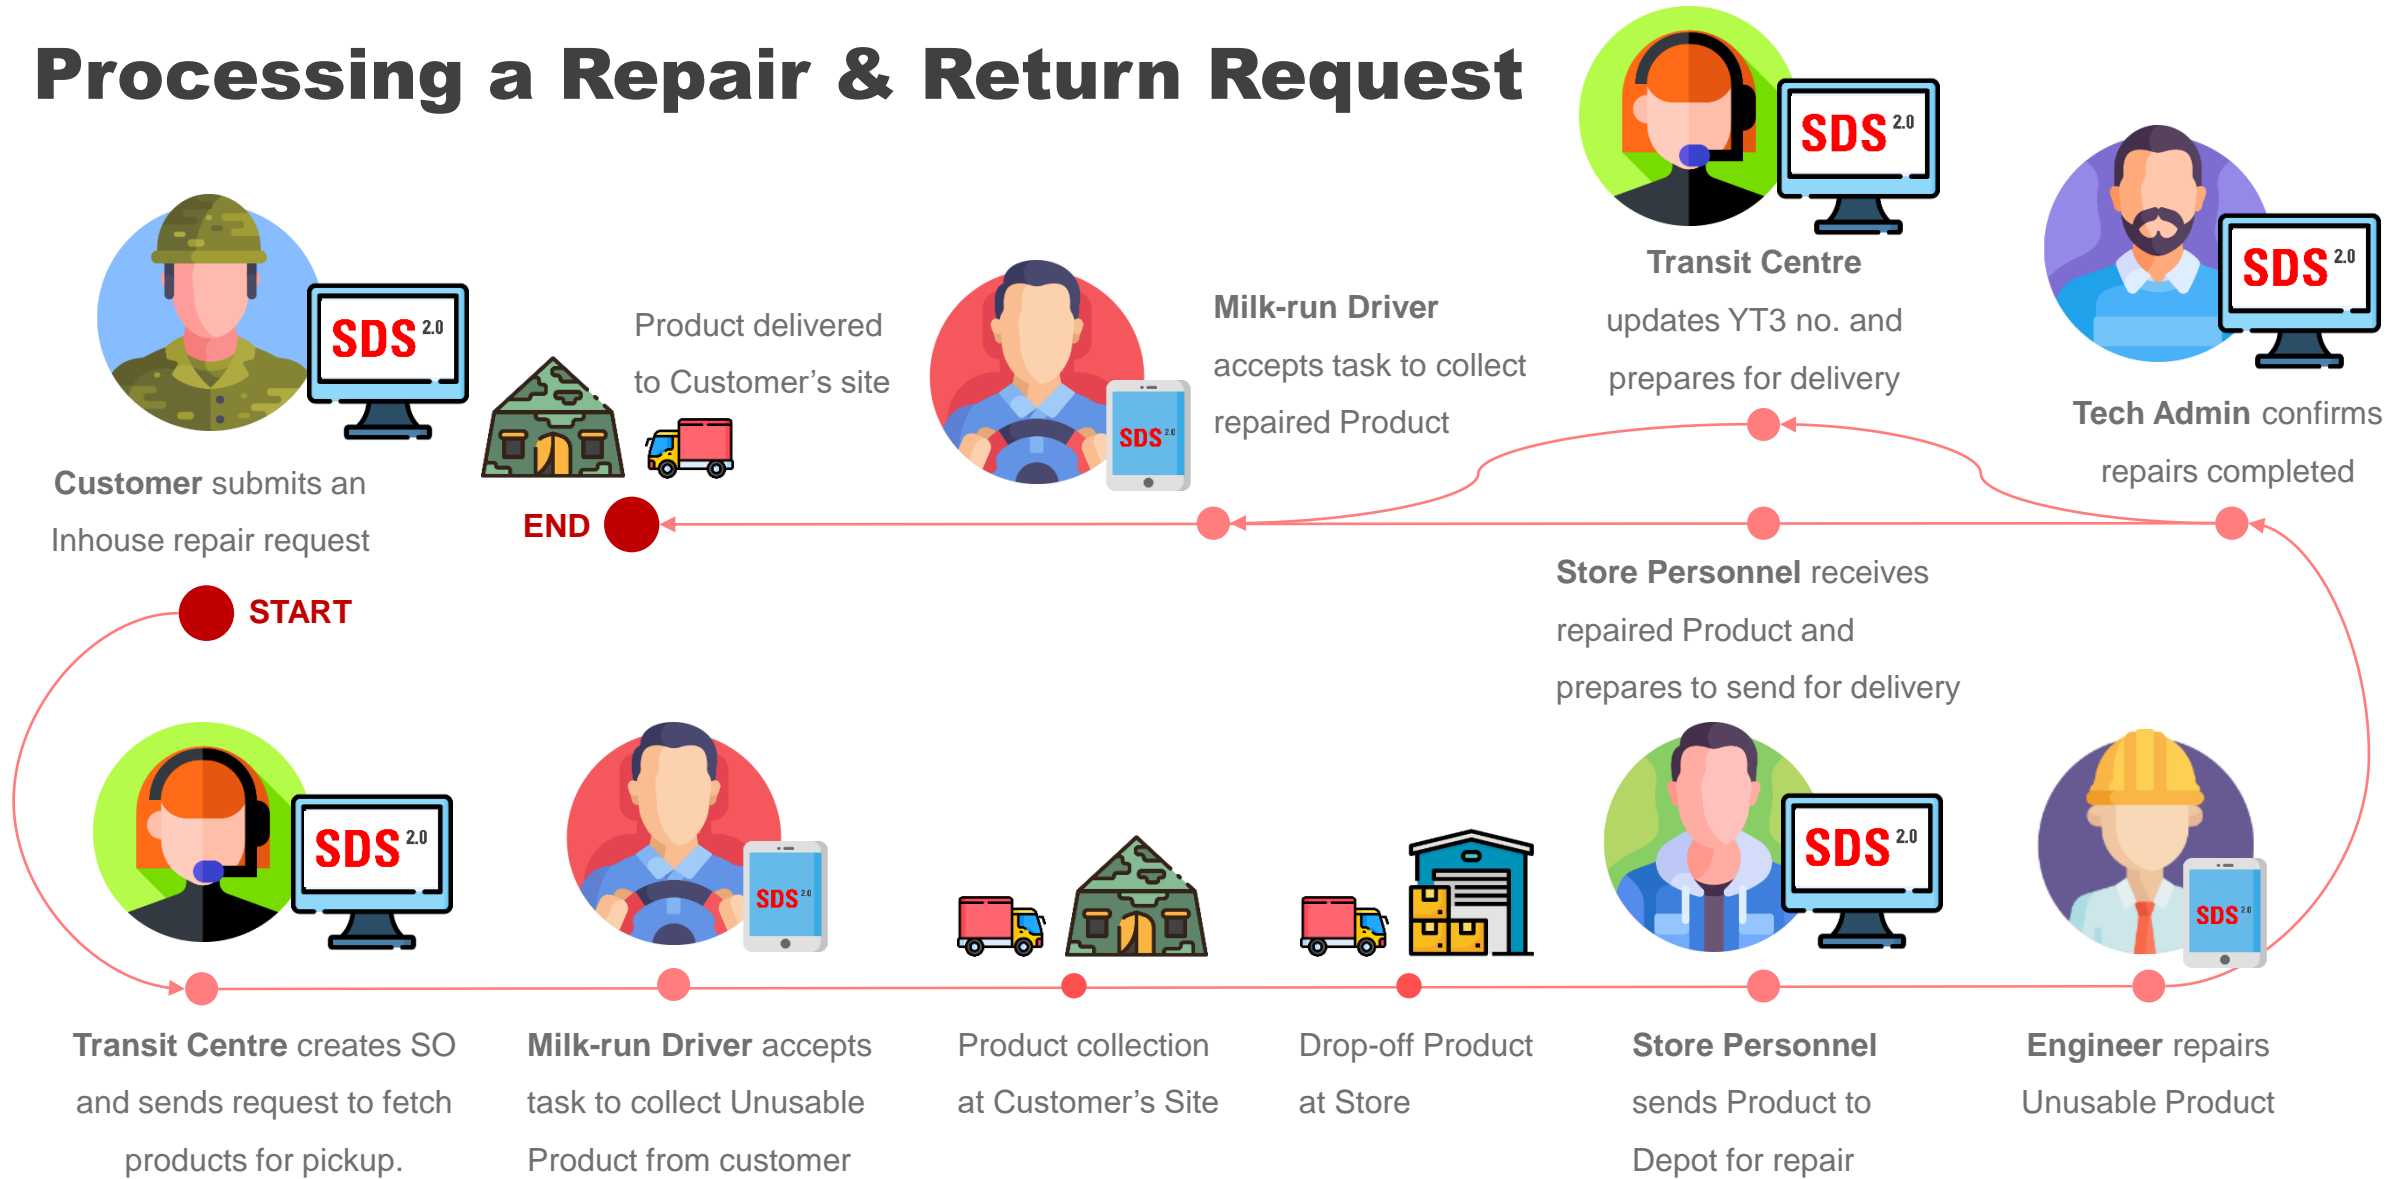 Processing a Repair & Return Request
SDS 2.0
Customer submits an
Inhouse repair request
START
SDS 2.0
Transit Centre creates SO
and sends request to fetch
products for pickup.
SDS 2.0
Milk-run Driver accepts
task to collect Unusable
Product from customer
Product collection
at Customer’s Site
Drop-off Product
at Store
SDS 2.0
Store Personnel
sends Product to
Depot for repair
SDS 2.0
Engineer repairs
Unusable Product
SDS 2.0
Tech Admin confirms
repairs completed
SDS 2.0
Transit Centre
updates YT3 no. and
prepares for delivery
Store Personnel receives
repaired Product and
prepares to send for delivery
SDS 2.0
Milk-run Driver
accepts task to collect
repaired Product
Product delivered
to Customer’s site
END